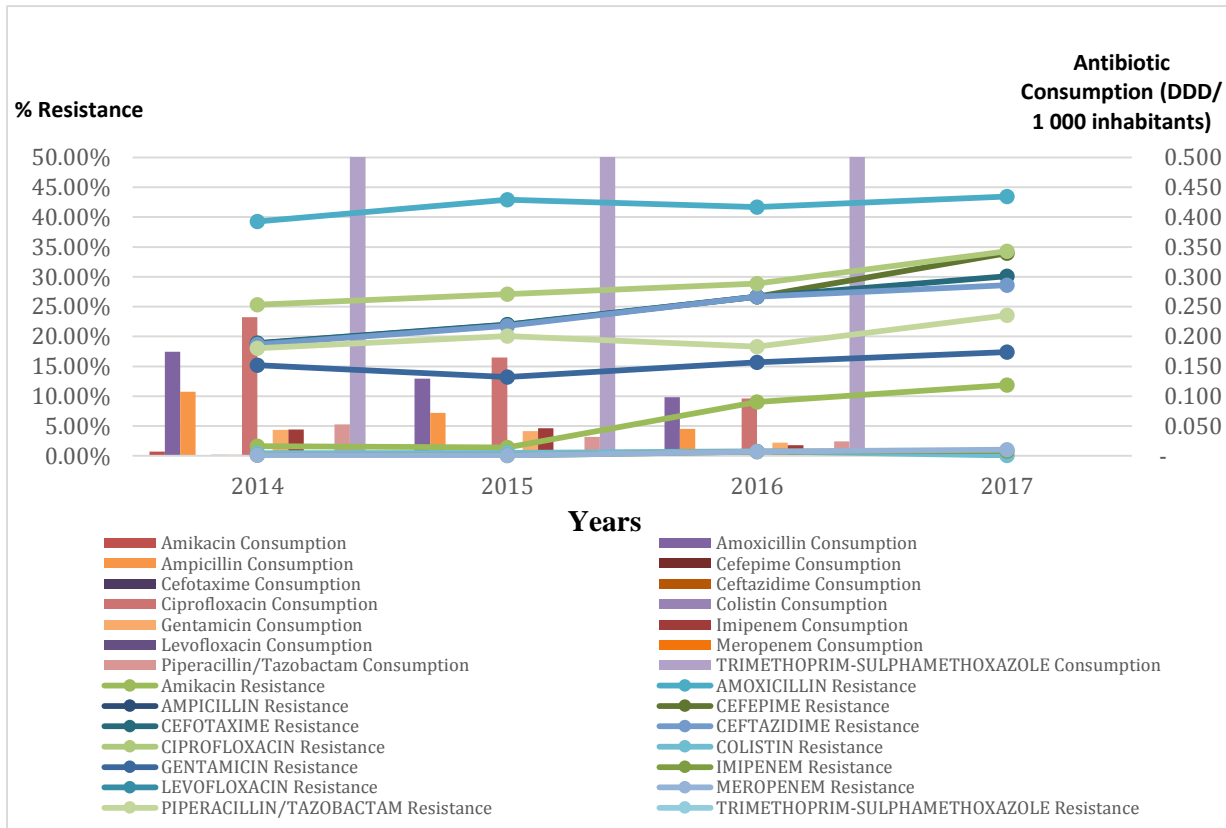 % Resistance
Antibiotic
Consumption (DDD/
1 000 inhabitants)
50.00% 0.500
45.00% 0.450
40.00% 0.400
35.00% 0.350
30.00% 0.300
25.00% 0.250
20.00% 0.200
15.00% 0.150
10.00% 0.100
5.00% 0.050
0.00% -
2014 2015 2016 2017
Years
Amikacin Consumption Amoxicillin Consumption
Ampicillin Consumption Cefepime Consumption
Cefotaxime Consumption Ceftazidime Consumption
Ciprofloxacin Consumption Colistin Consumption
Gentamicin Consumption Imipenem Consumption
Levofloxacin Consumption Meropenem Consumption
Piperacillin/Tazobactam Consumption TRIMETHOPRIM-SULPHAMETHOXAZOLE Consumption
Amikacin Resistance AMOXICILLIN Resistance
AMPICILLIN Resistance CEFEPIME Resistance
CEFOTAXIME Resistance CEFTAZIDIME Resistance
CIPROFLOXACIN Resistance COLISTIN Resistance
GENTAMICIN Resistance IMIPENEM Resistance
LEVOFLOXACIN Resistance MEROPENEM Resistance
PIPERACILLIN/TAZOBACTAM Resistance TRIMETHOPRIM-SULPHAMETHOXAZOLE Resistance